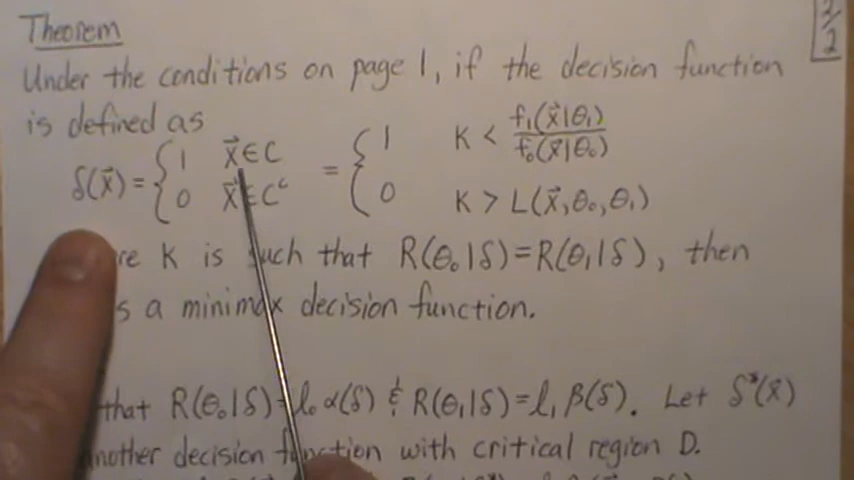 Theorem
2/2
Under the conditions on page 1, if the decision function
is defined as
δ(x⃗) = { 1 x⃗ ∈ C = { 1 K < f₁(x⃗|θ₁) / f₀(x⃗|θ₀)
0 x⃗ ∈ Cᶜ 0 K > L(x⃗, θ₀, θ₁)
K is such that R(θ₀|δ) = R(θ₁|δ), then
a minimax decision function.
that R(θ₀|δ) = l₀ α(δ) & R(θ₁|δ) = l₁ β(δ). Let δ*(x⃗)
decision function with critical region D.